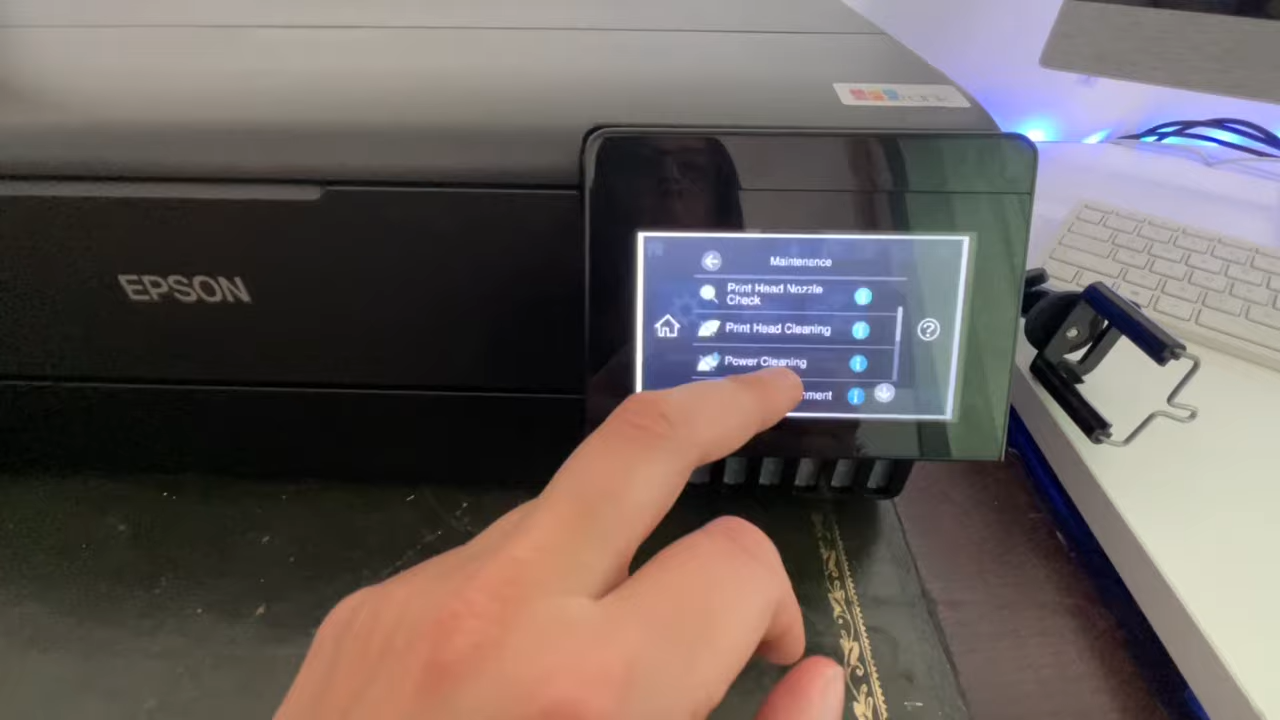 EPSON
Maintenance
Print Head Nozzle
Check
Print Head Cleaning
Power Cleaning